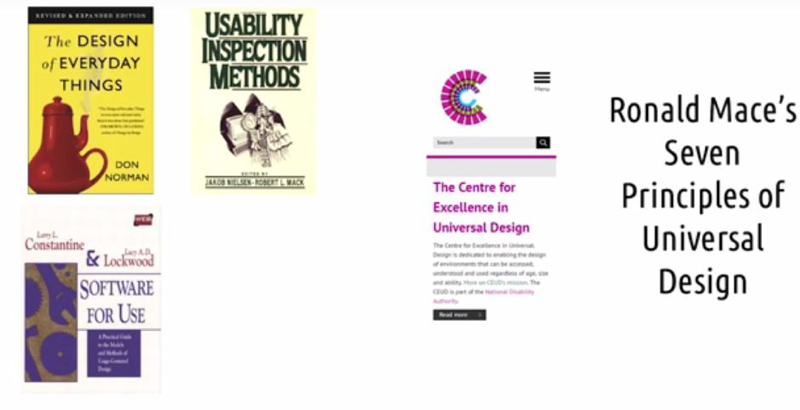 REVISED & EXPANDED EDITION
The DESIGN
of EVERYDAY
THINGS
DON
NORMAN
USABILITY
INSPECTION
METHODS
EDITED BY
JAKOB NIELSEN • ROBERT L. MACK
Larry L.
Constantine
& Lucy A.D.
Lockwood
SOFTWARE
FOR USE
A Practical Guide
to the Models
and Methods of
Usage-Centered
Design
Menu
Search
The Centre for
Excellence in
Universal Design
The Centre for Excellence in Universal
Design is dedicated to enabling the design
of environments that can be accessed,
understood and used regardless of age, size
and ability. More on CEUD's mission. The
CEUD is part of the National Disability
Authority.
Read more
Ronald Mace's
Seven
Principles of
Universal
Design